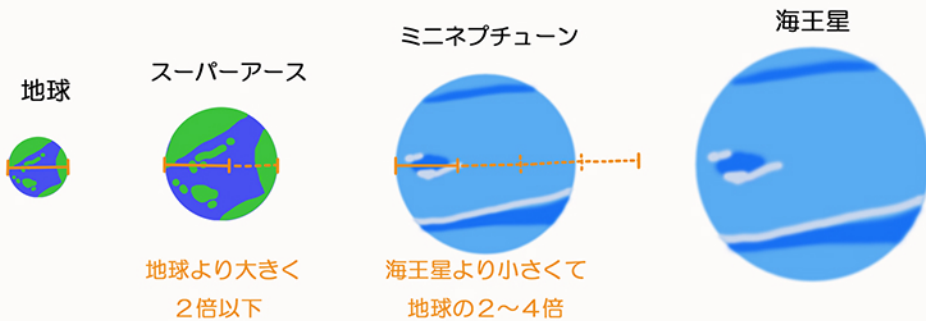 地球
スーパーアース
ミニネプチューン
海王星
地球より大きく
２倍以下
海王星より小さくて
地球の２～４倍